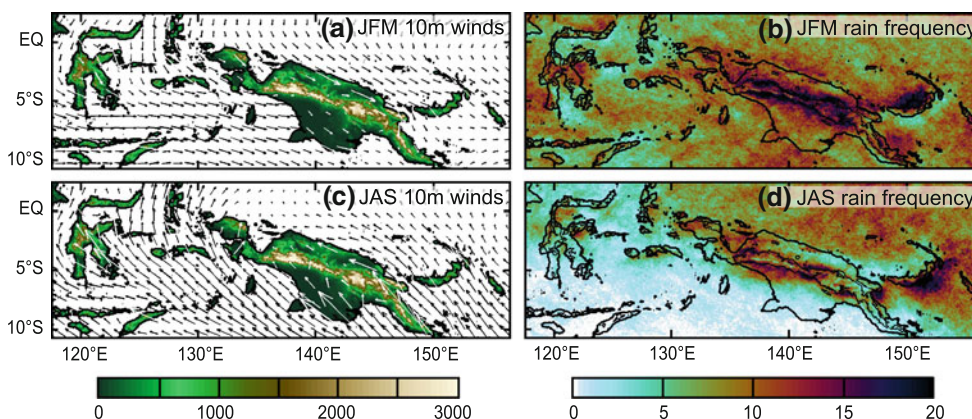 (a) JFM 10m winds
(b) JFM rain frequency
EQ
5°S
10°S
(c) JAS 10m winds
(d) JAS rain frequency
EQ
5°S
10°S
120°E 130°E 140°E 150°E
120°E 130°E 140°E 150°E
0 1000 2000 3000
0 5 10 15 20